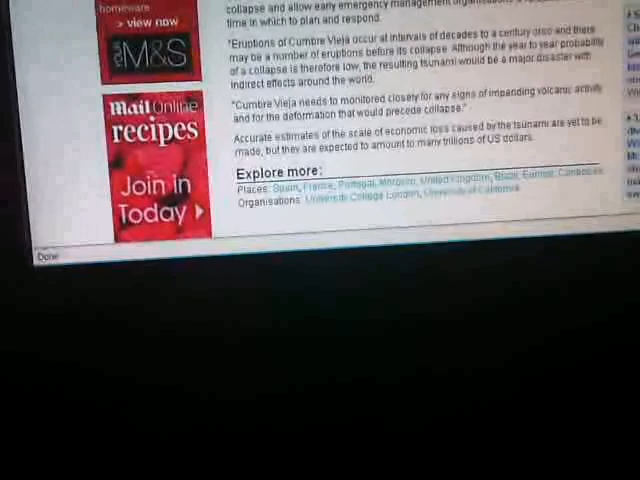 homeware
> view now
M&S
Mail Online
recipes
Join in
Today
collapse and allow early emergency management
time in which to plan and respond.
"Eruptions of Cumbre Vieja occur at intervals of decades to a century or so and there
may be a number of eruptions before its collapse. Although the year to year probability
of a collapse is therefore low, the resulting tsunami would be a major disaster with
indirect effects around the world.
"Cumbre Vieja needs to monitored closely for any signs of impending volcanic activity
and for the deformation that would precede collapse."
Accurate estimates of the scale of economic loss caused by the tsunami are yet to be
made, but they are expected to amount to many trillions of US dollars.
Explore more:
Places: Spain, France, Portugal, Morocco, United Kingdom, Brazil, Europe,
Organisations: University College London, University of California
Done